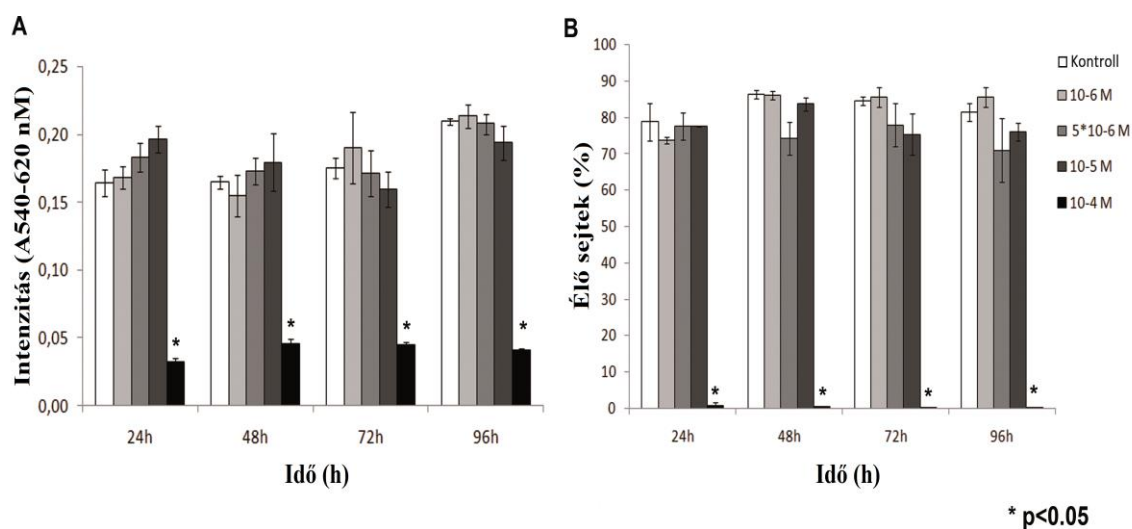 A
Intenzitás (A540-620 nM)
0,25
0,20
0,15
0,10
0,05
0,00
*
*
*
*
24h
48h
72h
96h
Idő (h)
B
Élő sejtek (%)
100
90
80
70
60
50
40
30
20
10
0
*
*
*
*
24h
48h
72h
96h
Idő (h)
Kontroll
10-6 M
5*10-6 M
10-5 M
10-4 M
* p<0.05